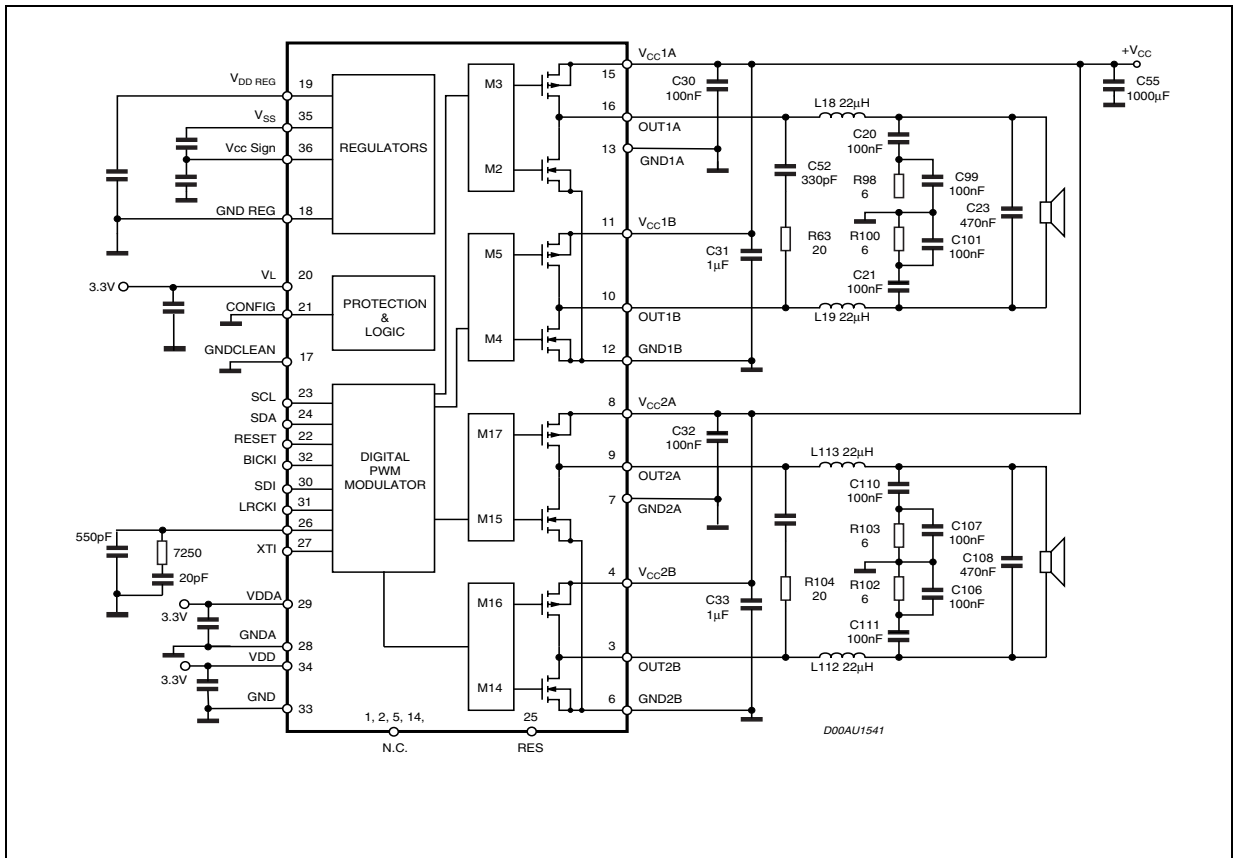 VDD REG
19
VSS
35
Vcc Sign
36
GND REG
18
REGULATORS
VL
20
3.3V
CONFIG
21
PROTECTION
&
LOGIC
GNDCLEAN
17
SCL
23
SDA
24
RESET
22
BICKI
32
SDI
30
LRCKI
31
26
XTI
27
DIGITAL
PWM
MODULATOR
550pF
7250
20pF
VDDA
29
3.3V
GNDA
28
VDD
34
3.3V
GND
33
1, 2, 5, 14,
N.C.
25
RES
M3
M2
M5
M4
M17
M15
M16
M14
15
VCC1A
16
OUT1A
13
GND1A
11
VCC1B
10
OUT1B
12
GND1B
8
VCC2A
9
OUT2A
7
GND2A
4
VCC2B
3
OUT2B
6
GND2B
C30
100nF
C31
1μF
C32
100nF
C33
1μF
+VCC
C55
1000μF
L18 22μH
C20
100nF
C52
330pF
R98
6
C99
100nF
C23
470nF
R63
20
R100
6
C101
100nF
C21
100nF
L19 22μH
L113 22μH
C110
100nF
R103
6
C107
100nF
C108
470nF
R104
20
R102
6
C106
100nF
C111
100nF
L112 22μH
D00AU1541